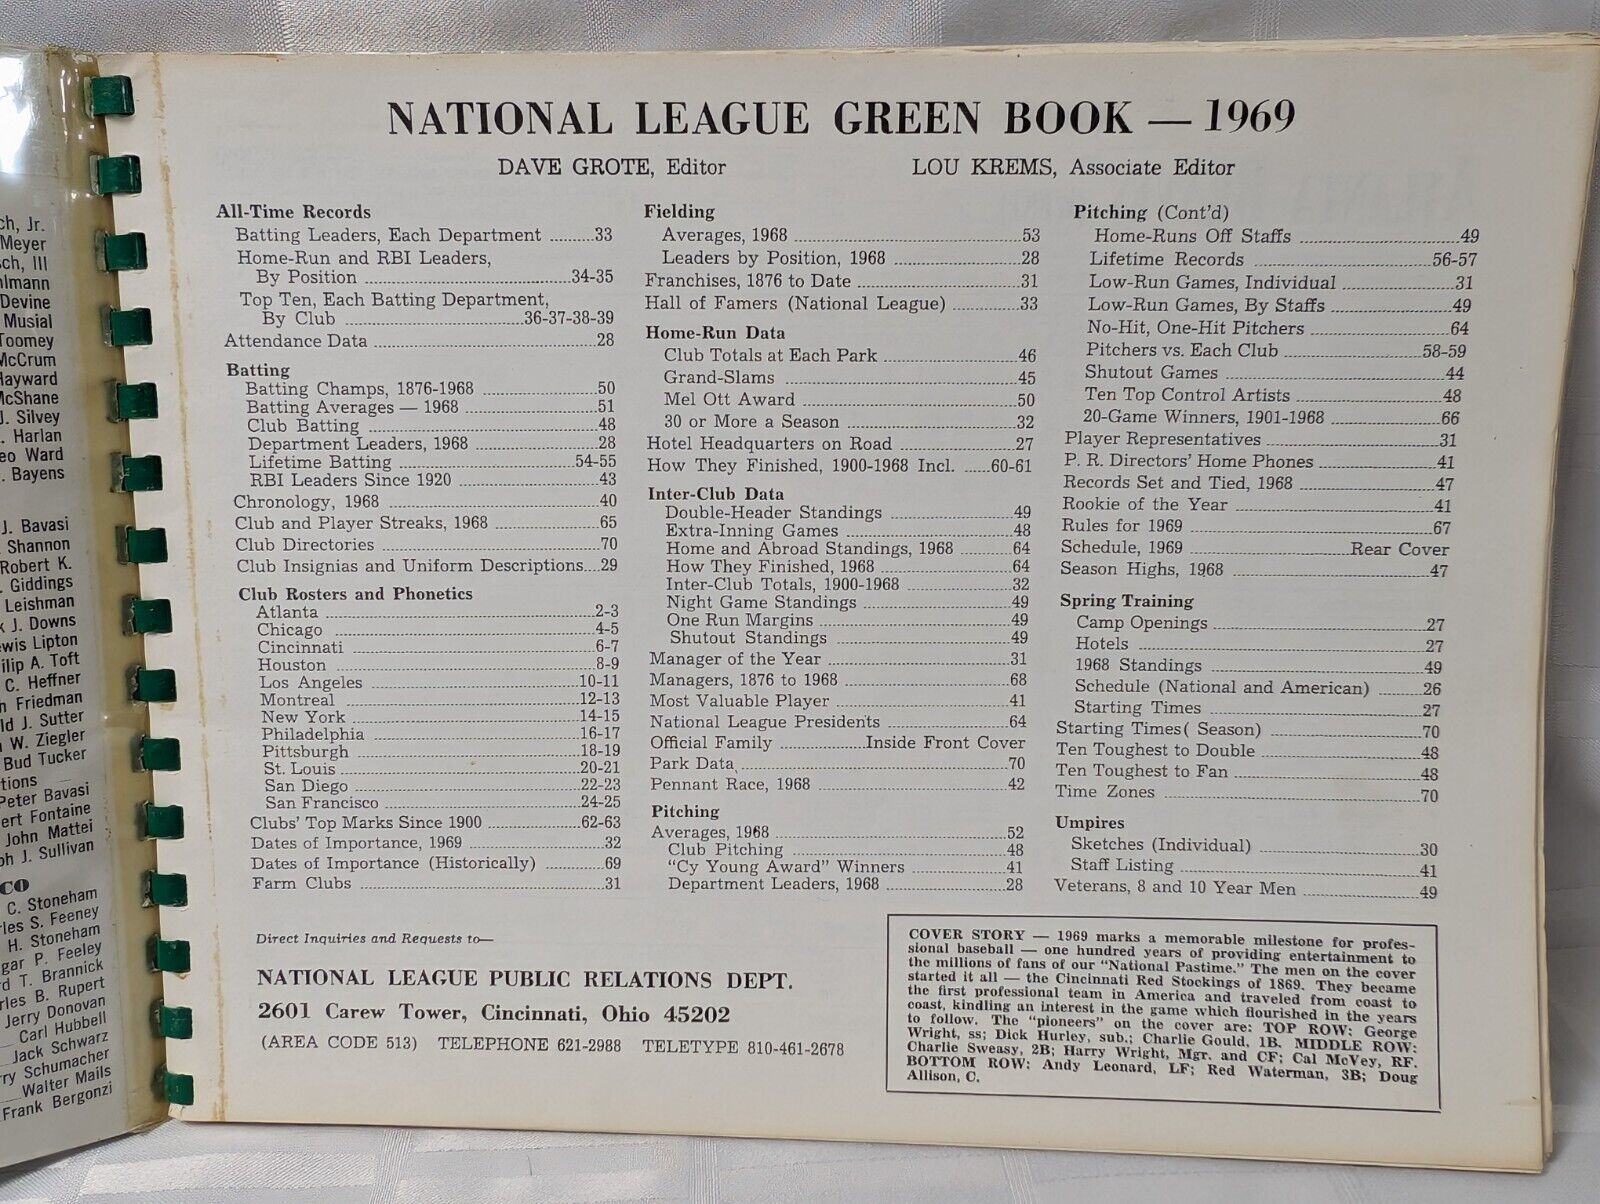 ch, Jr.
Meyer
sch, III
hlmann
Devine
Musial
Toomey
McCrum
Hayward
McShane
J. Silvey
. Harlan
eo Ward
. Bayens
J. Bavasi
Shannon
Robert K.
. Giddings
Leishman
k J. Downs
ewis Lipton
ilip A. Toft
C. Heffner
n Friedman
ld J. Sutter
W. Ziegler
Bud Tucker
tions
Peter Bavasi
ert Fontaine
John Mattei
ph J. Sullivan
CO
C. Stoneham
rles S. Feeney
H. Stoneham
gar P. Feeley
rd T. Brannick
rles B. Rupert
Jerry Donovan
Carl Hubbell
Jack Schwarz
rry Schumacher
Walter Mails
Frank Bergonzi
NATIONAL LEAGUE GREEN BOOK — 1969
DAVE GROTE, Editor LOU KREMS, Associate Editor
All-Time Records
Batting Leaders, Each Department ..........33
Home-Run and RBI Leaders,
By Position ..........34-35
Top Ten, Each Batting Department,
By Club ..........36-37-38-39
Attendance Data ..........28
Batting
Batting Champs, 1876-1968 ..........50
Batting Averages — 1968 ..........51
Club Batting ..........48
Department Leaders, 1968 ..........28
Lifetime Batting ..........54-55
RBI Leaders Since 1920 ..........43
Chronology, 1968 ..........40
Club and Player Streaks, 1968 ..........65
Club Directories ..........70
Club Insignias and Uniform Descriptions....29
Club Rosters and Phonetics
Atlanta ..........2-3
Chicago ..........4-5
Cincinnati ..........6-7
Houston ..........8-9
Los Angeles ..........10-11
Montreal ..........12-13
New York ..........14-15
Philadelphia ..........16-17
Pittsburgh ..........18-19
St. Louis ..........20-21
San Diego ..........22-23
San Francisco ..........24-25
Clubs' Top Marks Since 1900 ..........62-63
Dates of Importance, 1969 ..........32
Dates of Importance (Historically) ..........69
Farm Clubs ..........31
Fielding
Averages, 1968 ..........53
Leaders by Position, 1968 ..........28
Franchises, 1876 to Date ..........31
Hall of Famers (National League) ..........33
Home-Run Data
Club Totals at Each Park ..........46
Grand-Slams ..........45
Mel Ott Award ..........50
30 or More a Season ..........32
Hotel Headquarters on Road ..........27
How They Finished, 1900-1968 Incl. ......60-61
Inter-Club Data
Double-Header Standings ..........49
Extra-Inning Games ..........48
Home and Abroad Standings, 1968 ..........64
How They Finished, 1968 ..........64
Inter-Club Totals, 1900-1968 ..........32
Night Game Standings ..........49
One Run Margins ..........49
Shutout Standings ..........49
Manager of the Year ..........31
Managers, 1876 to 1968 ..........68
Most Valuable Player ..........41
National League Presidents ..........64
Official Family ..........Inside Front Cover
Park Data ..........70
Pennant Race, 1968 ..........42
Pitching
Averages, 1968 ..........52
Club Pitching ..........48
"Cy Young Award" Winners ..........41
Department Leaders, 1968 ..........28
Pitching (Cont'd)
Home-Runs Off Staffs ..........49
Lifetime Records ..........56-57
Low-Run Games, Individual ..........31
Low-Run Games, By Staffs ..........49
No-Hit, One-Hit Pitchers ..........64
Pitchers vs. Each Club ..........58-59
Shutout Games ..........44
Ten Top Control Artists ..........48
20-Game Winners, 1901-1968 ..........66
Player Representatives ..........31
P. R. Directors' Home Phones ..........41
Records Set and Tied, 1968 ..........47
Rookie of the Year ..........41
Rules for 1969 ..........67
Schedule, 1969 ..........Rear Cover
Season Highs, 1968 ..........47
Spring Training
Camp Openings ..........27
Hotels ..........27
1968 Standings ..........49
Schedule (National and American) ........26
Starting Times ..........27
Starting Times( Season) ..........70
Ten Toughest to Double ..........48
Ten Toughest to Fan ..........48
Time Zones ..........70
Umpires
Sketches (Individual) ..........30
Staff Listing ..........41
Veterans, 8 and 10 Year Men ..........49
Direct Inquiries and Requests to—
NATIONAL LEAGUE PUBLIC RELATIONS DEPT.
2601 Carew Tower, Cincinnati, Ohio 45202
(AREA CODE 513) TELEPHONE 621-2988 TELETYPE 810-461-2678
COVER STORY — 1969 marks a memorable milestone for profes-
sional baseball — one hundred years of providing entertainment to
the millions of fans of our "National Pastime." The men on the cover
started it all — the Cincinnati Red Stockings of 1869. They became
the first professional team in America and traveled from coast to
coast, kindling an interest in the game which flourished in the years
to follow. The "pioneers" on the cover are: TOP ROW: George
Wright, ss; Dick Hurley, sub.; Charlie Gould, 1B. MIDDLE ROW:
Charlie Sweasy, 2B; Harry Wright, Mgr. and CF; Cal McVey, RF.
BOTTOM ROW: Andy Leonard, LF; Red Waterman, 3B; Doug
Allison, C.